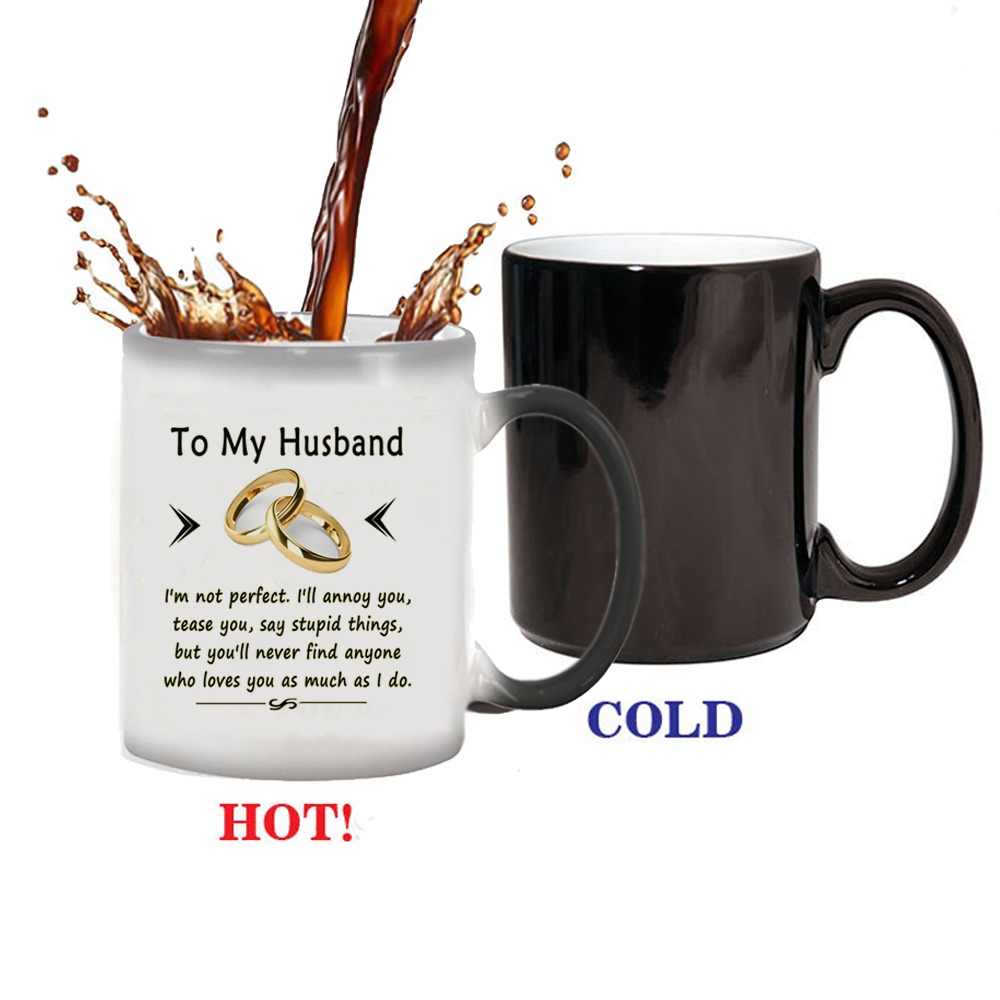 To My Husband
I'm not perfect. I'll annoy you,
tease you, say stupid things,
but you'll never find anyone
who loves you as much as I do.
COLD
HOT!